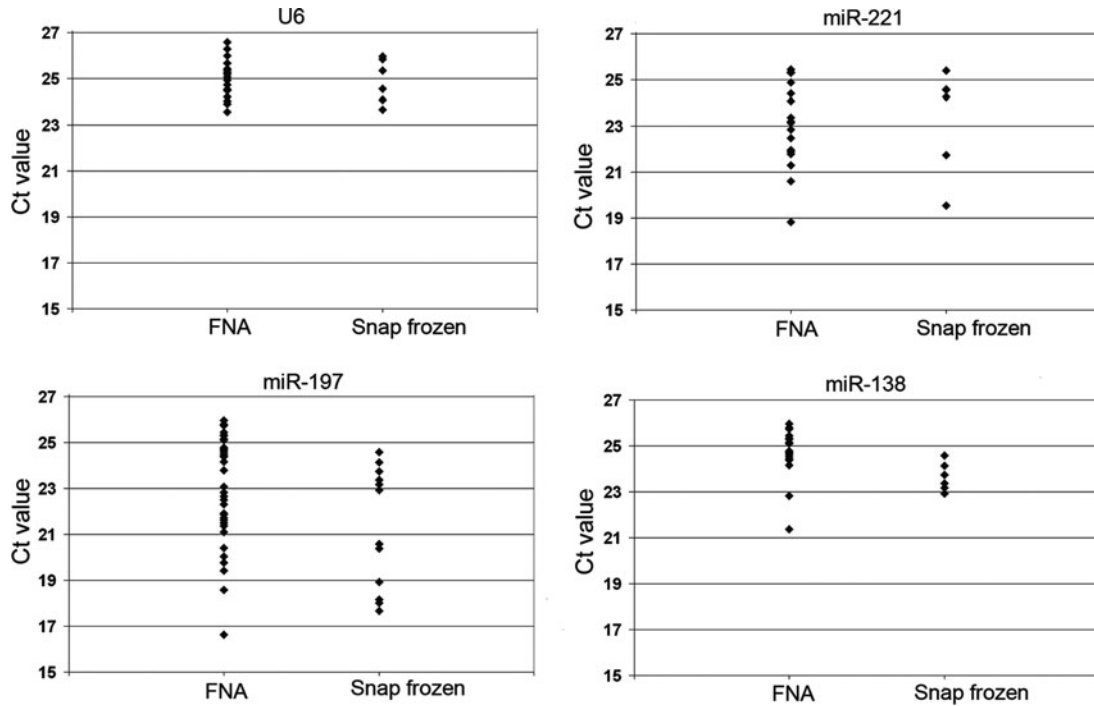 U6
27
25
23
21
19
17
15
Ct value
FNA Snap frozen
miR-221
27
25
23
21
19
17
15
Ct value
FNA Snap frozen
miR-197
27
25
23
21
19
17
15
Ct value
FNA Snap frozen
miR-138
27
25
23
21
19
17
15
Ct value
FNA Snap frozen